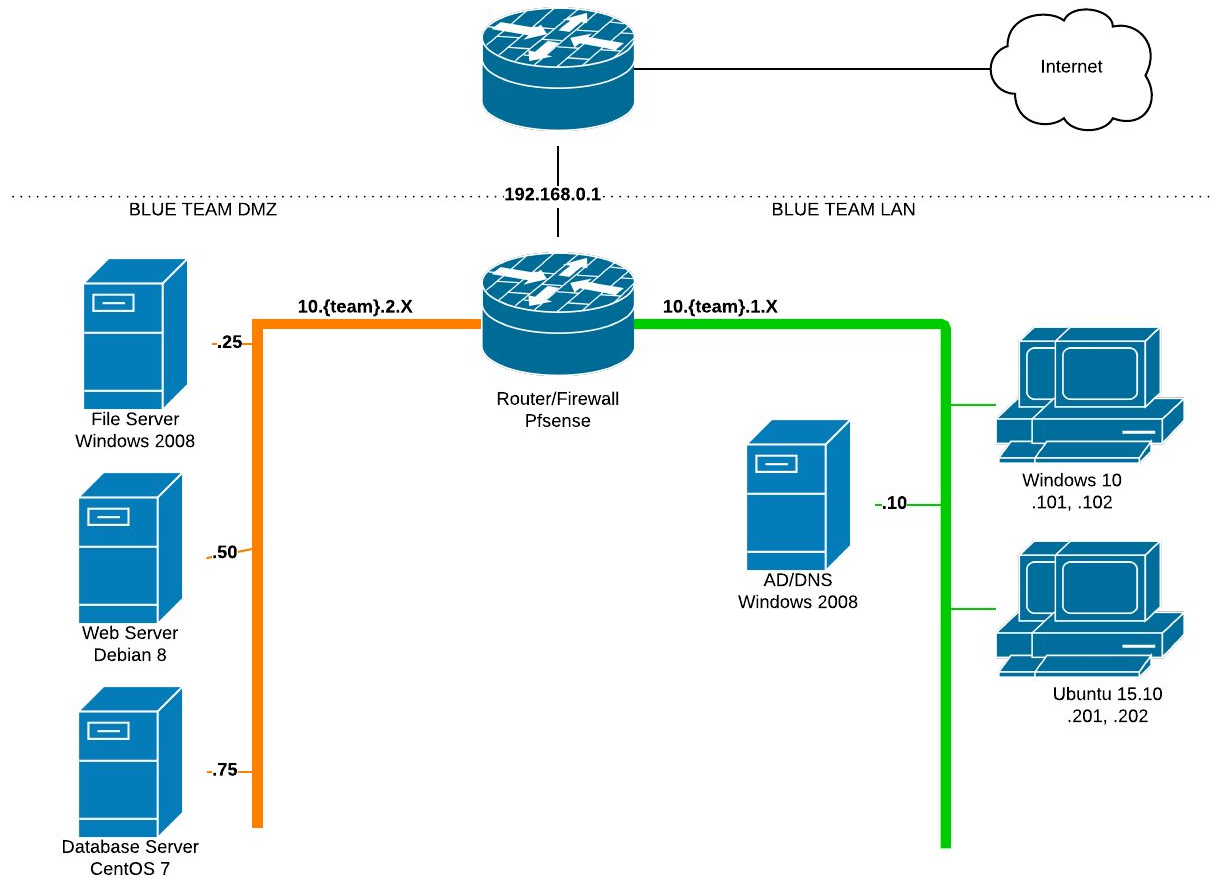 Internet
192.168.0.1
BLUE TEAM DMZ
BLUE TEAM LAN
10.{team}.2.X
10.{team}.1.X
.25
File Server
Windows 2008
Router/Firewall
Pfsense
.50
Web Server
Debian 8
.75
Database Server
CentOS 7
.10
AD/DNS
Windows 2008
Windows 10
.101, .102
Ubuntu 15.10
.201, .202